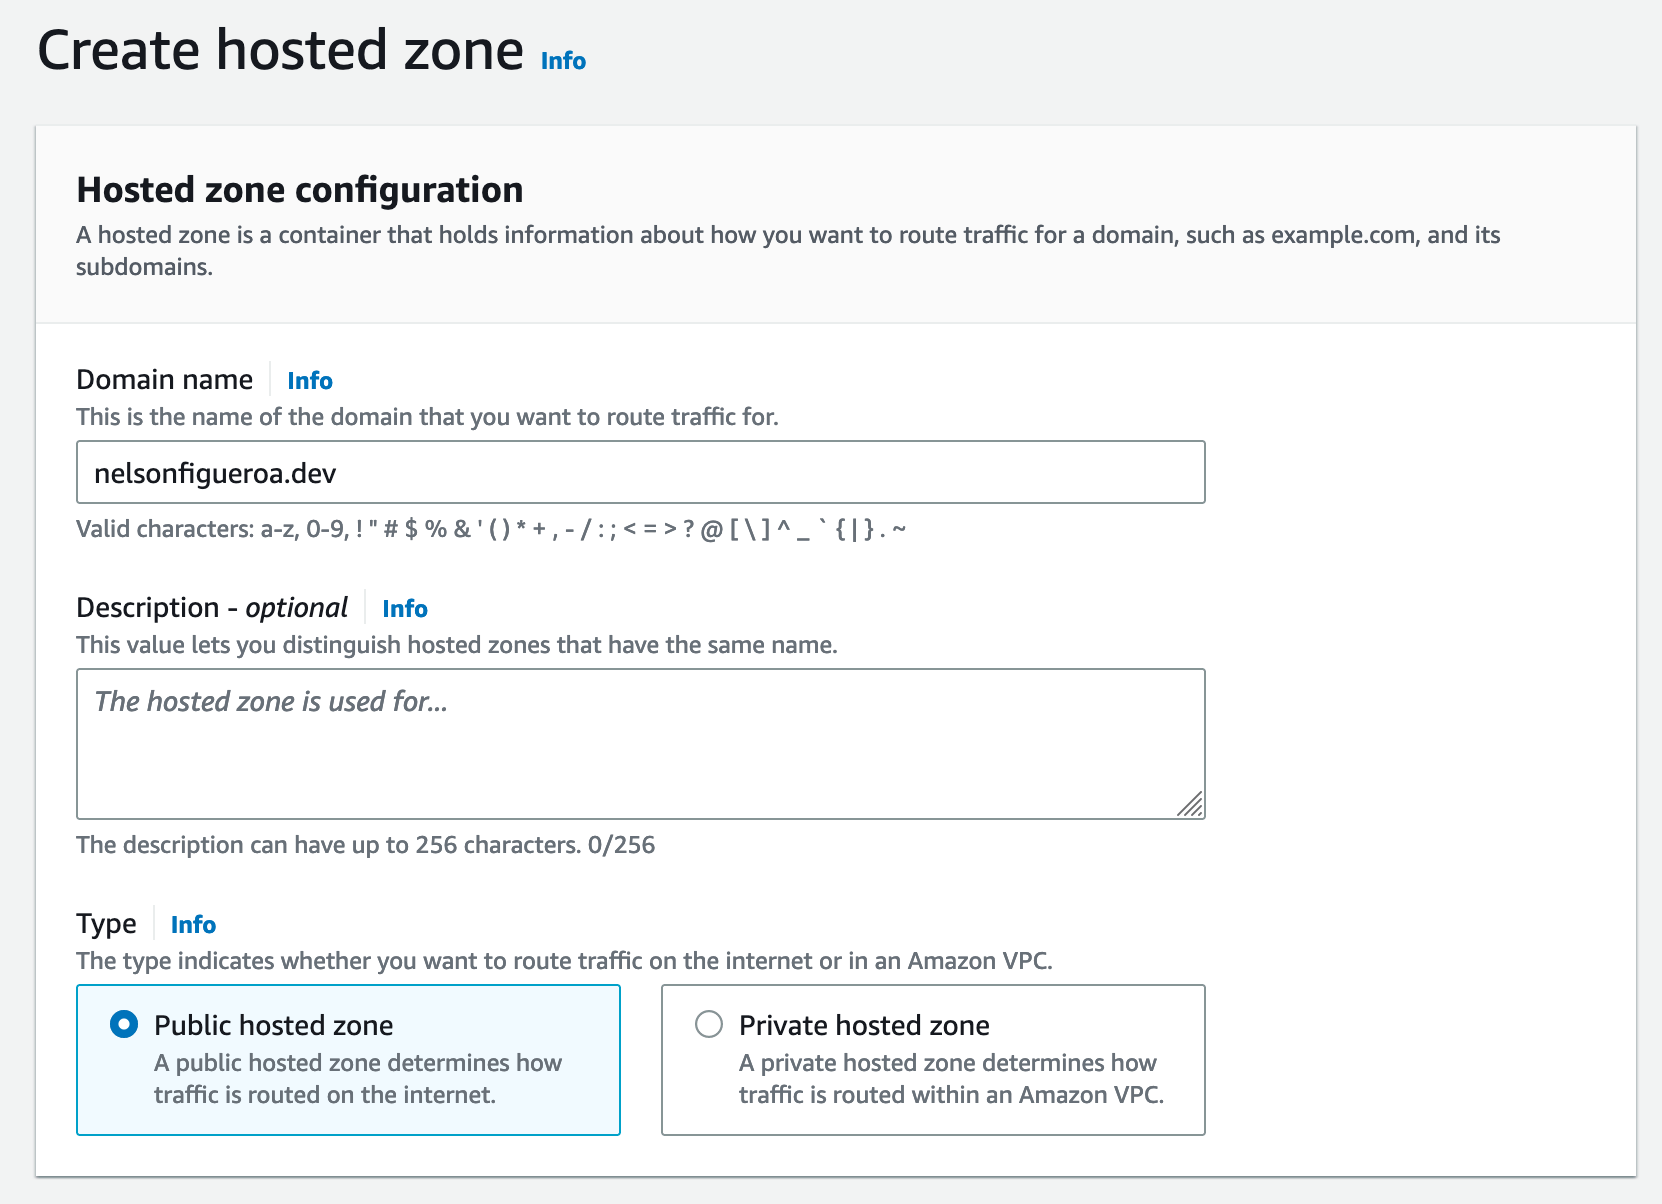 Create hosted zone Info
Hosted zone configuration
A hosted zone is a container that holds information about how you want to route traffic for a domain, such as example.com, and its
subdomains.
Domain name Info
This is the name of the domain that you want to route traffic for.
nelsonfigueroa.dev
Valid characters: a-z, 0-9, ! " # $ % & ' ( ) * + , - / : ; < = > ? @ [ \ ] ^ _ ` { | } . ~
Description - optional Info
This value lets you distinguish hosted zones that have the same name.
The hosted zone is used for...
The description can have up to 256 characters. 0/256
Type Info
The type indicates whether you want to route traffic on the internet or in an Amazon VPC.
Public hosted zone
A public hosted zone determines how
traffic is routed on the internet.
Private hosted zone
A private hosted zone determines how
traffic is routed within an Amazon VPC.